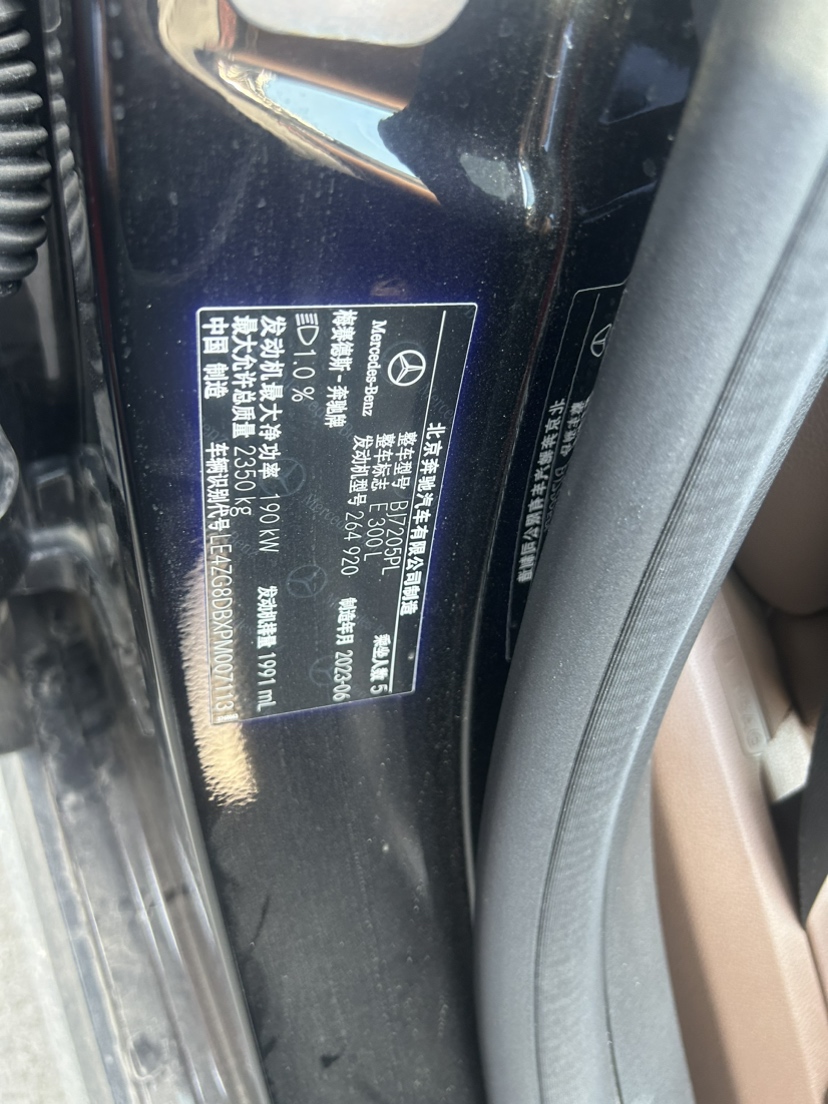 北京奔驰汽车有限公司制造
Mercedes-Benz
梅赛德斯-奔驰牌
整车型号 BJ7205PL
整车标志 E 300 L
发动机型号 264 920
乘坐人数 5
制造年月 2023-06
1.0 %
发动机最大净功率 190 kW
发动机排量 1991 mL
最大允许总质量 2350 kg
中国 制造
车辆识别代号 LE4ZG8DBXPM007113